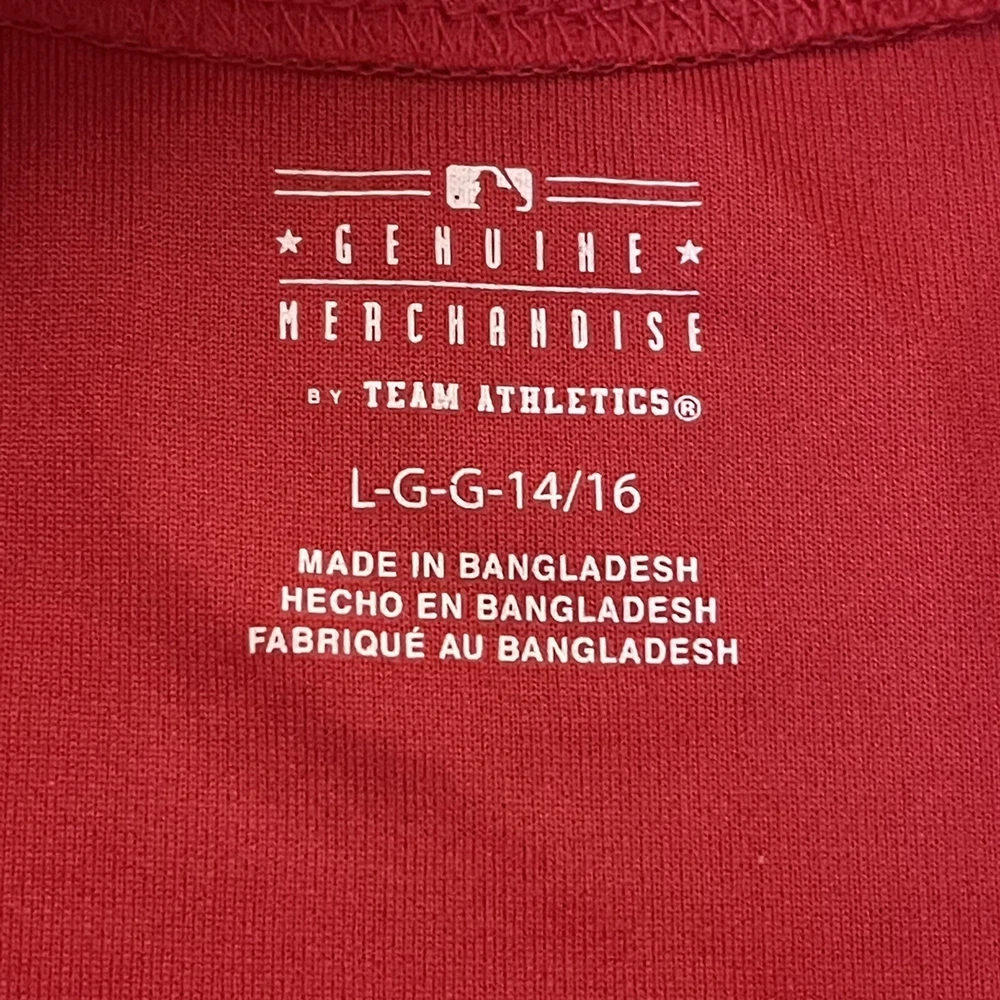 GENUINE
MERCHANDISE
BY TEAM ATHLETICS®
L-G-G-14/16
MADE IN BANGLADESH
HECHO EN BANGLADESH
FABRIQUÉ AU BANGLADESH